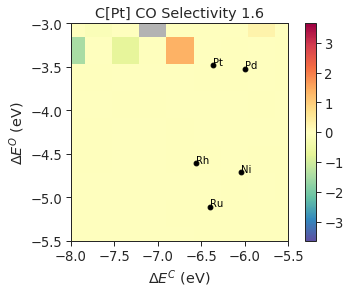 C[Pt] CO Selectivity 1.6
−3.0
−3.5
−4.0
−4.5
−5.0
−5.5
ΔE^O (eV)
Pt
Pd
Rh
Ni
Ru
−8.0 −7.5 −7.0 −6.5 −6.0 −5.5
ΔE^C (eV)
3
2
1
0
−1
−2
−3